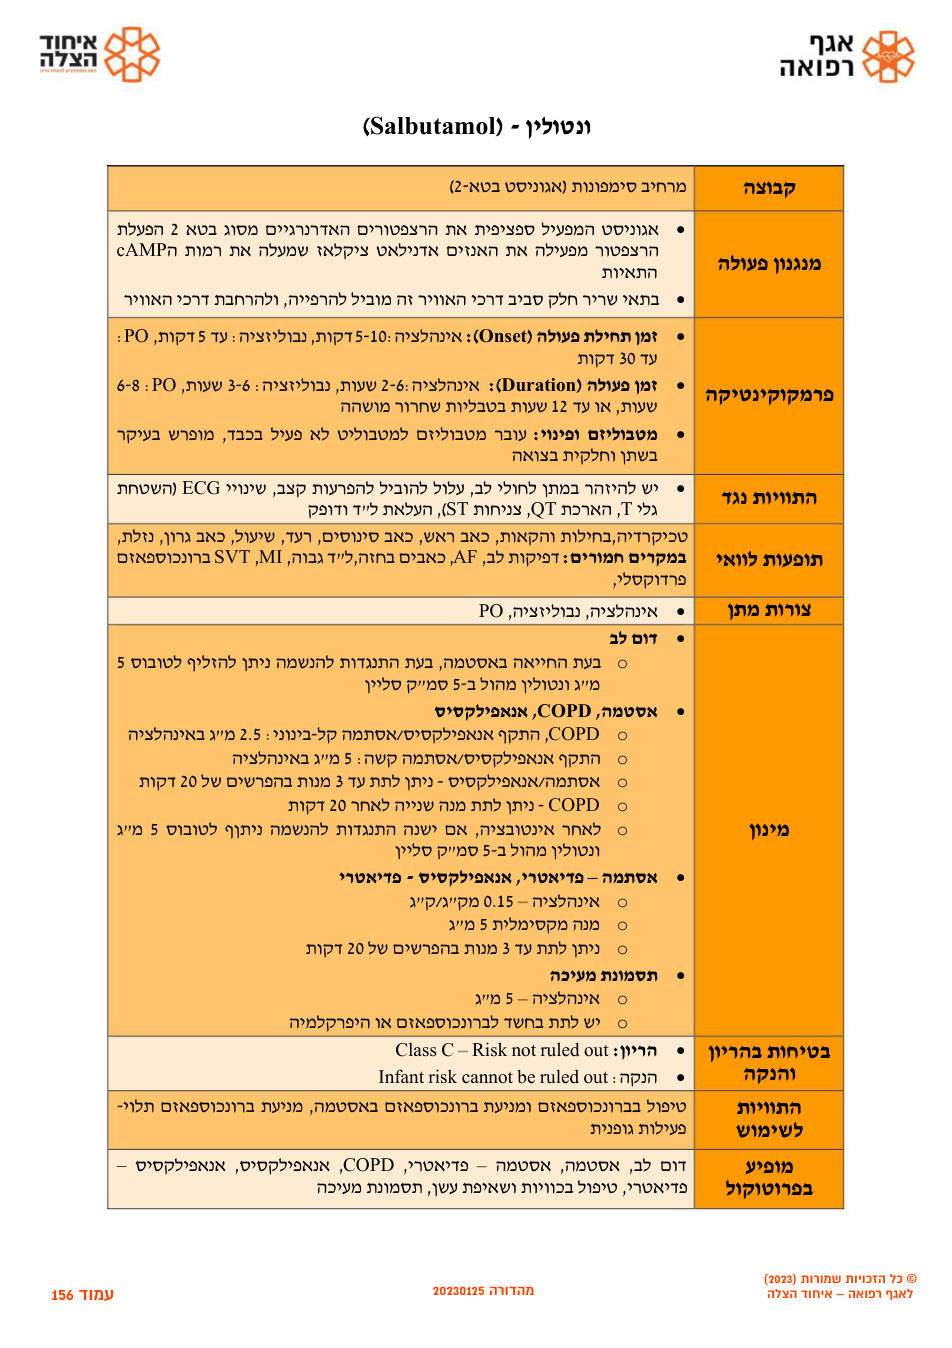 איחוד
הצלה
אגף
רפואה
ונטולין - (Salbutamol)
קבוצה
מרחיב סימפונות (אגוניסט בטא-2)
מנגנון פעולה
• אגוניסט המפעיל ספציפית את הרצפטורים האדרנרגיים מסוג בטא 2 הפעלת
הרצפטור מפעילה את האנזים אדנילאט ציקלאז שמעלה את רמות הcAMP
התאיות
• בתאי שריר חלק סביב דרכי האוויר זה מוביל להרפייה, ולהרחבת דרכי האוויר
פרמקוקינטיקה
• זמן תחילת פעולה (Onset): אינהלציה: 5-10 דקות, נבוליזציה: עד 5 דקות, PO:
עד 30 דקות
• זמן פעולה (Duration): אינהלציה: 2-6 שעות, נבוליזציה: 3-6 שעות, PO: 6-8
שעות, או עד 12 שעות בטבליות שחרור מושהה
• מטבוליזם ופינוי: עובר מטבוליזם למטבוליט לא פעיל בכבד, מופרש בעיקר
בשתן וחלקית בצואה
התוויות נגד
• יש להיזהר במתן לחולי לב, עלול להוביל להפרעות קצב, שינויי ECG (השטחת
גלי T, הארכת QT, צניחות ST), העלאת ל״ד ודופק
תופעות לוואי
טכיקרדיה,בחילות והקאות, כאב ראש, כאב סינוסים, רעד, שיעול, כאב גרון, נזלת,
במקרים חמורים: דפיקות לב, AF, כאבים בחזה,ל״ד גבוה, SVT ,MI ברונכוספאזם
פרדוקסלי,
צורות מתן
• אינהלציה, נבוליזציה, PO
מינון
• דום לב
o בעת החייאה באסטמה, בעת התנגדות להנשמה ניתן להזליף לטובוס 5
מ״ג ונטולין מהול ב-5 סמ״ק סליין
• אסטמה, COPD, אנאפילקסיס
o COPD, התקף אנאפילקסיס/אסתמה קל-בינוני: 2.5 מ״ג באינהלציה
o התקף אנאפילקסיס/אסתמה קשה: 5 מ״ג באינהלציה
o אסתמה/אנאפילקסיס - ניתן לתת עד 3 מנות בהפרשים של 20 דקות
o COPD - ניתן לתת מנה שנייה לאחר 20 דקות
o לאחר אינטובציה, אם ישנה התנגדות להנשמה ניתןף לטובוס 5 מ״ג
ונטולין מהול ב-5 סמ״ק סליין
• אסתמה – פדיאטרי, אנאפילקסיס - פדיאטרי
o אינהלציה – 0.15 מק״ג/ק״ג
o מנה מקסימלית 5 מ״ג
o ניתן לתת עד 3 מנות בהפרשים של 20 דקות
• תסמונת מעיכה
o אינהלציה – 5 מ״ג
o יש לתת בחשד לברונכוספאזם או היפרקלמיה
בטיחות בהריון
והנקה
• הריון: Class C – Risk not ruled out
• הנקה: Infant risk cannot be ruled out
התוויות
לשימוש
טיפול בברונכוספאזם ומניעת ברונכוספאזם באסטמה, מניעת ברונכוספאזם תלוי-
פעילות גופנית
מופיע
בפרוטוקול
דום לב, אסטמה, אסטמה – פדיאטרי, COPD, אנאפילקסיס, אנאפילקסיס –
פדיאטרי, טיפול בכוויות ושאיפת עשן, תסמונת מעיכה
© כל הזכויות שמורות (2023)
לאגף רפואה – איחוד הצלה
מהדורה 20230125
עמוד 156